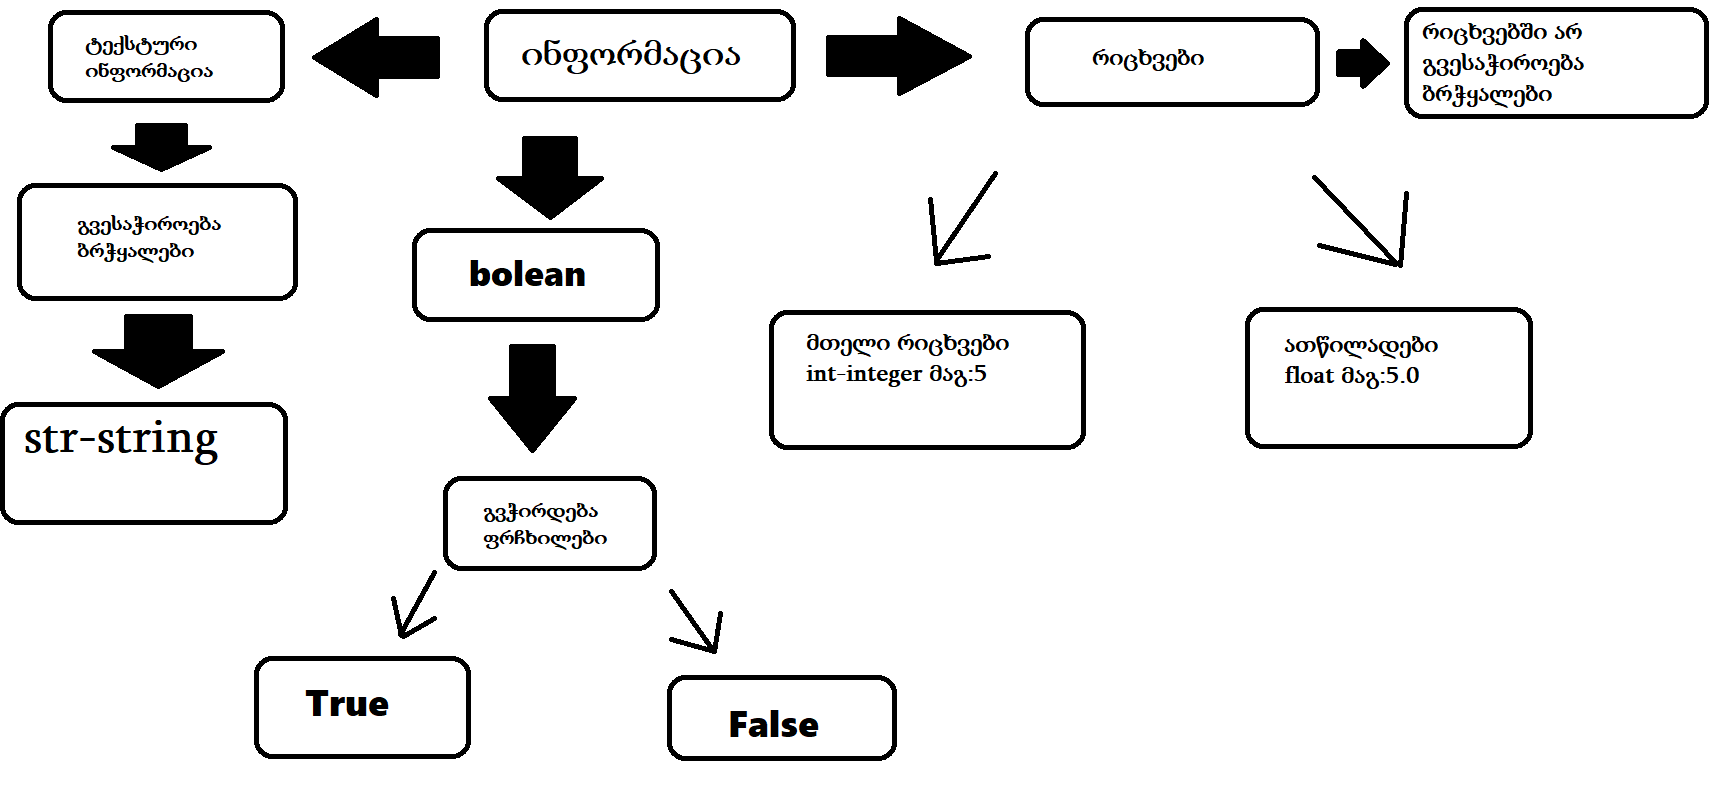 ტექსტური
ინფორმაცია
ინფორმაცია
რიცხვები
რიცხვებში არ
გვესაჭიროება
ბრჭყალები
გვესაჭიროება
ბრჭყალები
bolean
მთელი რიცხვები
int-integer მაგ:5
ათწილადები
float მაგ:5.0
str-string
გვჭირდება
ფრჩხილები
True
False